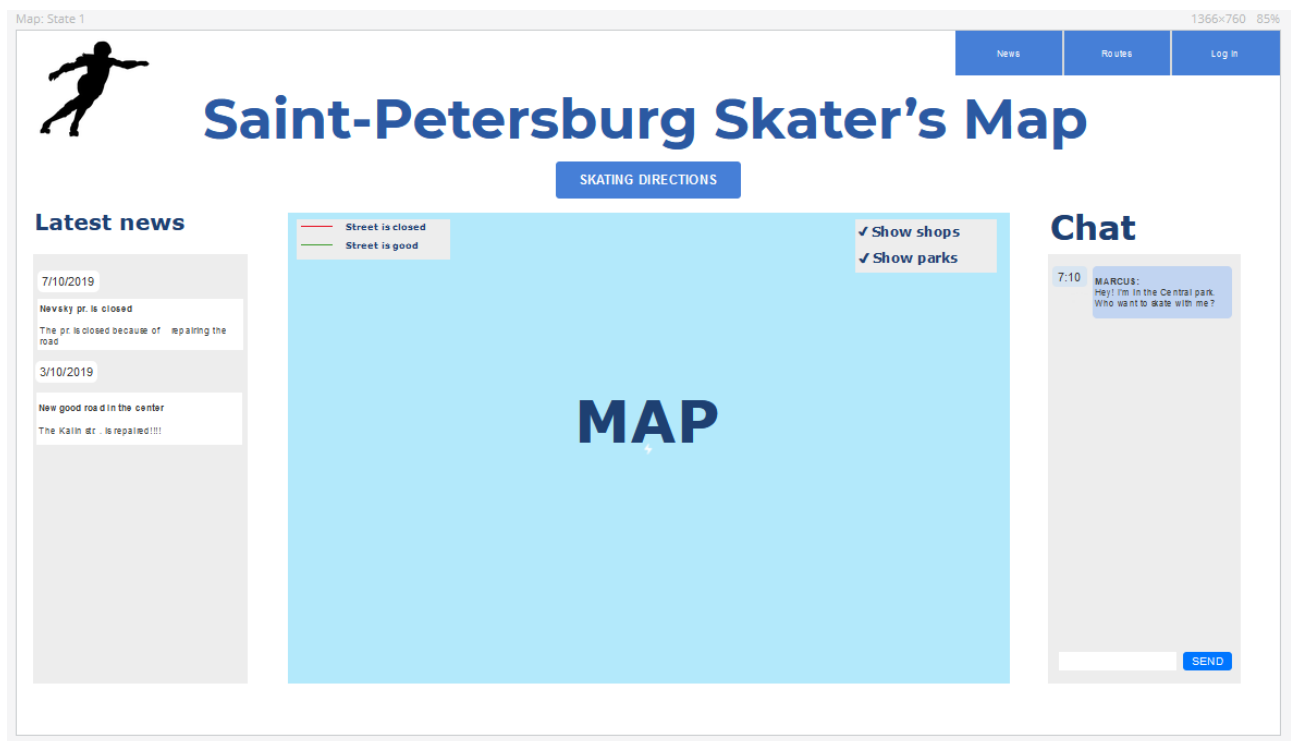 Map: State 1
1366×760 85%
News
Routes
Log in
Saint-Petersburg Skater’s Map
SKATING DIRECTIONS
Latest news
7/10/2019
Nevsky pr. is closed
The pr. is closed because of repairing the
road
3/10/2019
New good road in the center
The Kalin str. . is repaired!!!!
Street is closed
Street is good
✓ Show shops
✓ Show parks
MAP
Chat
7:10
MARCUS:
Hey! I'm in the Central park.
Who want to skate with me?
SEND